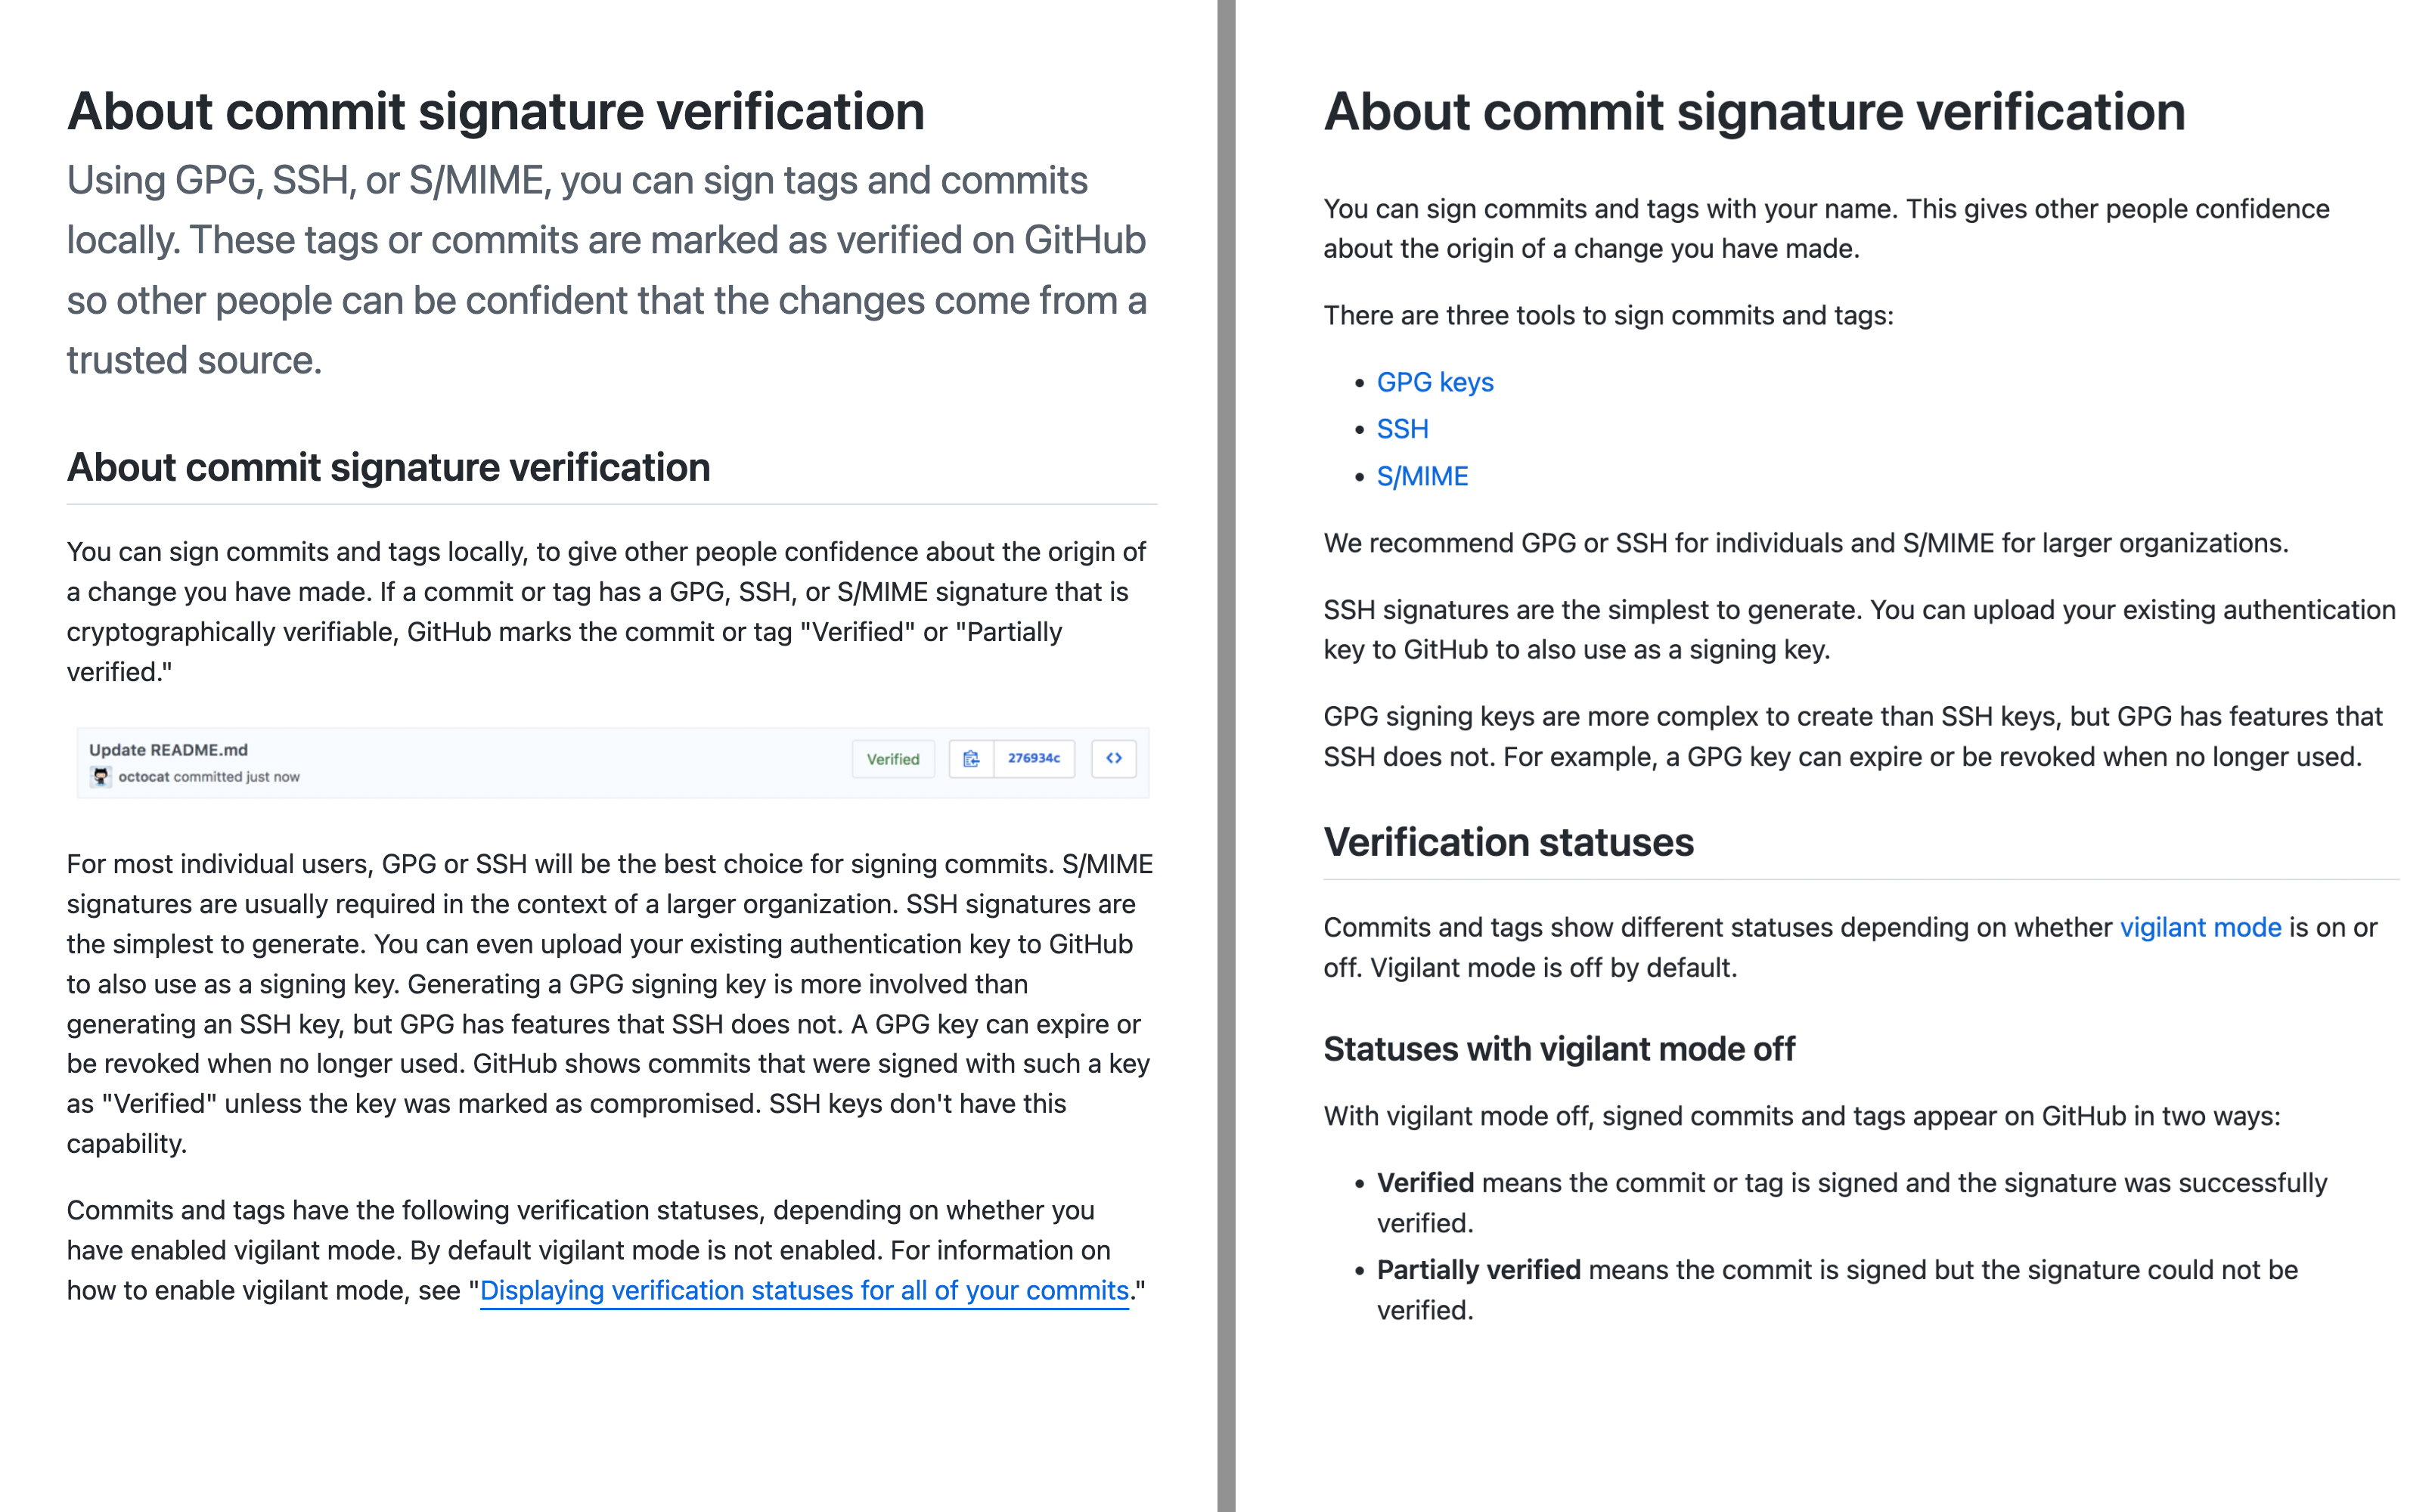 About commit signature verification
Using GPG, SSH, or S/MIME, you can sign tags and commits
locally. These tags or commits are marked as verified on GitHub
so other people can be confident that the changes come from a
trusted source.
About commit signature verification
You can sign commits and tags locally, to give other people confidence about the origin of
a change you have made. If a commit or tag has a GPG, SSH, or S/MIME signature that is
cryptographically verifiable, GitHub marks the commit or tag "Verified" or "Partially
verified."
Update README.md
octocat committed just now
Verified
276934c
<>
For most individual users, GPG or SSH will be the best choice for signing commits. S/MIME
signatures are usually required in the context of a larger organization. SSH signatures are
the simplest to generate. You can even upload your existing authentication key to GitHub
to also use as a signing key. Generating a GPG signing key is more involved than
generating an SSH key, but GPG has features that SSH does not. A GPG key can expire or
be revoked when no longer used. GitHub shows commits that were signed with such a key
as "Verified" unless the key was marked as compromised. SSH keys don't have this
capability.
Commits and tags have the following verification statuses, depending on whether you
have enabled vigilant mode. By default vigilant mode is not enabled. For information on
how to enable vigilant mode, see "Displaying verification statuses for all of your commits."
About commit signature verification
You can sign commits and tags with your name. This gives other people confidence
about the origin of a change you have made.
There are three tools to sign commits and tags:
• GPG keys
• SSH
• S/MIME
We recommend GPG or SSH for individuals and S/MIME for larger organizations.
SSH signatures are the simplest to generate. You can upload your existing authentication
key to GitHub to also use as a signing key.
GPG signing keys are more complex to create than SSH keys, but GPG has features that
SSH does not. For example, a GPG key can expire or be revoked when no longer used.
Verification statuses
Commits and tags show different statuses depending on whether vigilant mode is on or
off. Vigilant mode is off by default.
Statuses with vigilant mode off
With vigilant mode off, signed commits and tags appear on GitHub in two ways:
• Verified means the commit or tag is signed and the signature was successfully
verified.
• Partially verified means the commit is signed but the signature could not be
verified.